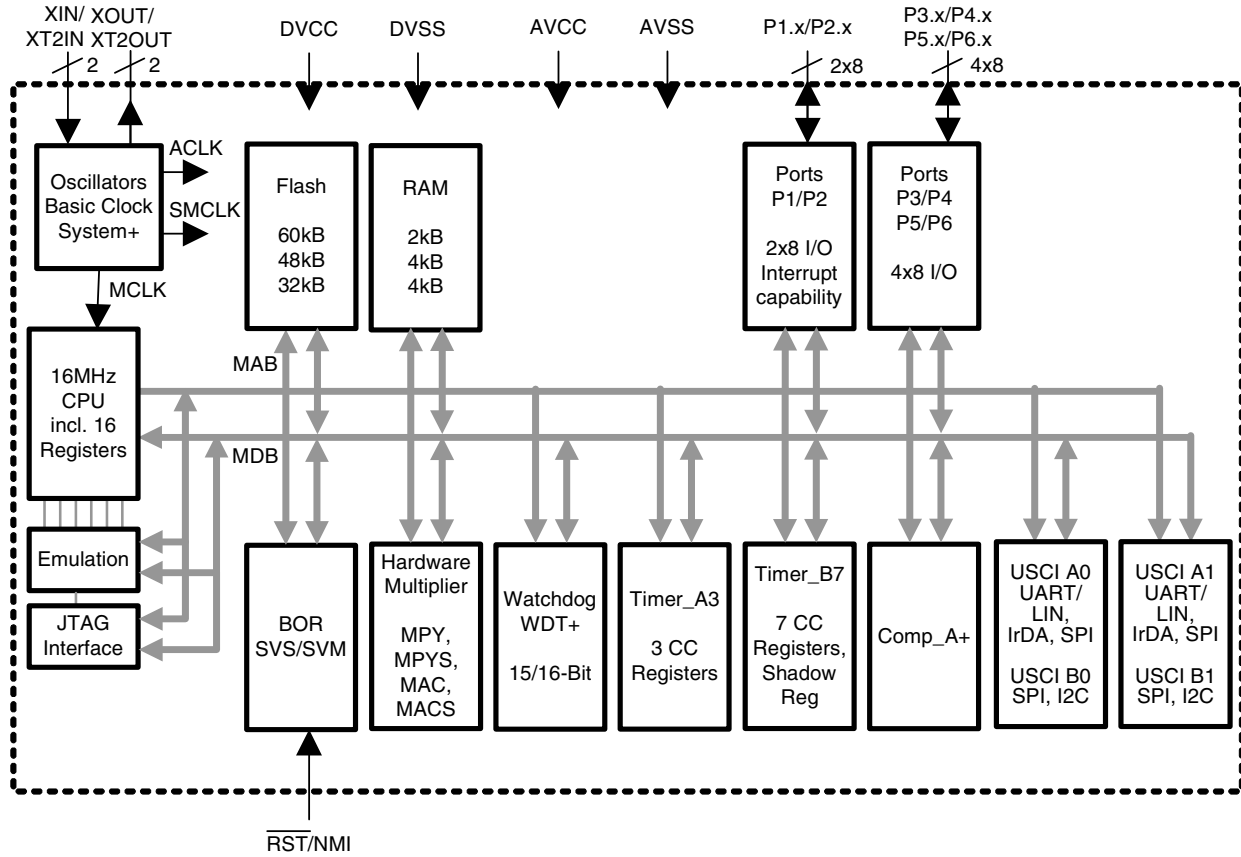 XIN/
XT2IN
XOUT/
XT2OUT
DVCC
DVSS
AVCC
AVSS
P1.x/P2.x
P3.x/P4.x
P5.x/P6.x
2
2
2x8
4x8
Oscillators
Basic Clock
System+
ACLK
SMCLK
MCLK
Flash
60kB
48kB
32kB
RAM
2kB
4kB
4kB
Ports
P1/P2
2x8 I/O
Interrupt
capability
Ports
P3/P4
P5/P6
4x8 I/O
16MHz
CPU
incl. 16
Registers
MAB
MDB
Emulation
JTAG
Interface
BOR
SVS/SVM
Hardware
Multiplier
MPY,
MPYS,
MAC,
MACS
Watchdog
WDT+
15/16-Bit
Timer_A3
3 CC
Registers
Timer_B7
7 CC
Registers,
Shadow
Reg
Comp_A+
USCI A0
UART/
LIN,
IrDA, SPI
USCI B0
SPI, I2C
USCI A1
UART/
LIN,
IrDA, SPI
USCI B1
SPI, I2C
RST/NMI